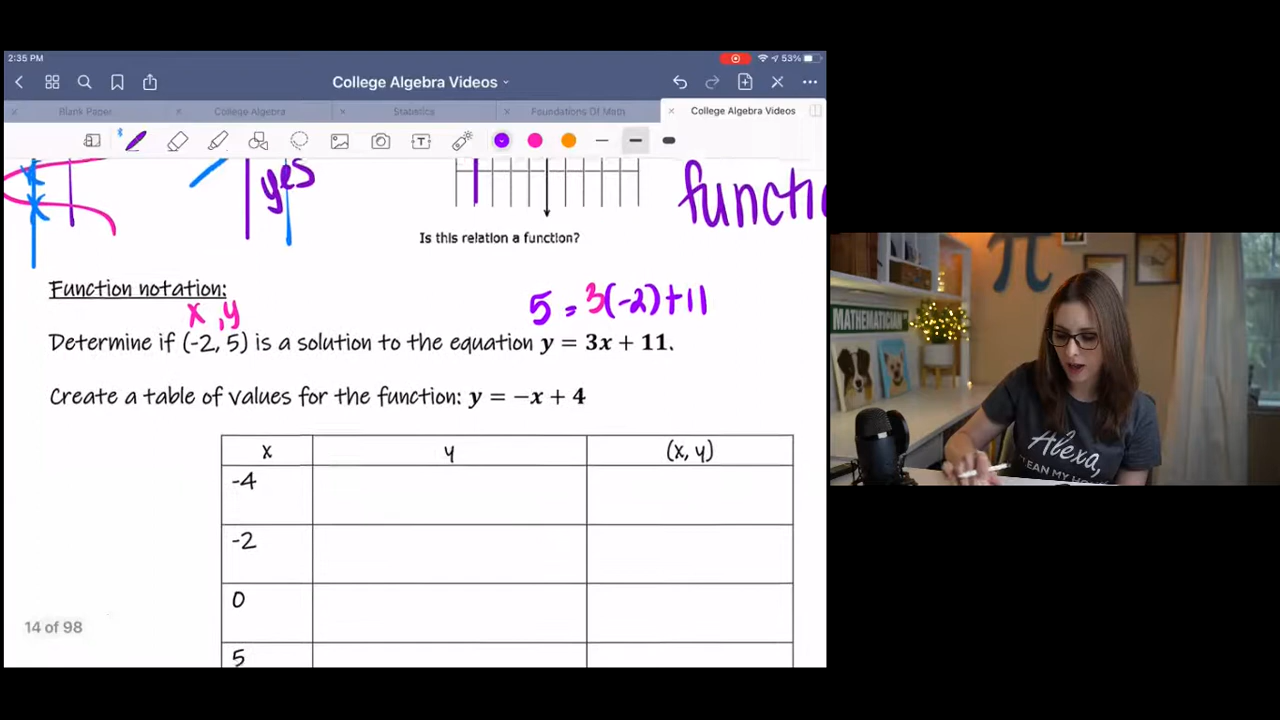 2:35 PM
53%
College Algebra Videos
Blank Paper
College Algebra
Statistics
Foundations Of Math
College Algebra Videos
yes
Is this relation a function?
Function notation:
x, y
5 = 3(-2)+11
Determine if (-2, 5) is a solution to the equation y = 3x + 11.
Create a table of values for the function: y = −x + 4
x y (x, y)
-4
-2
0
5
14 of 98
MATHEMATICIAN
π
Alexa,